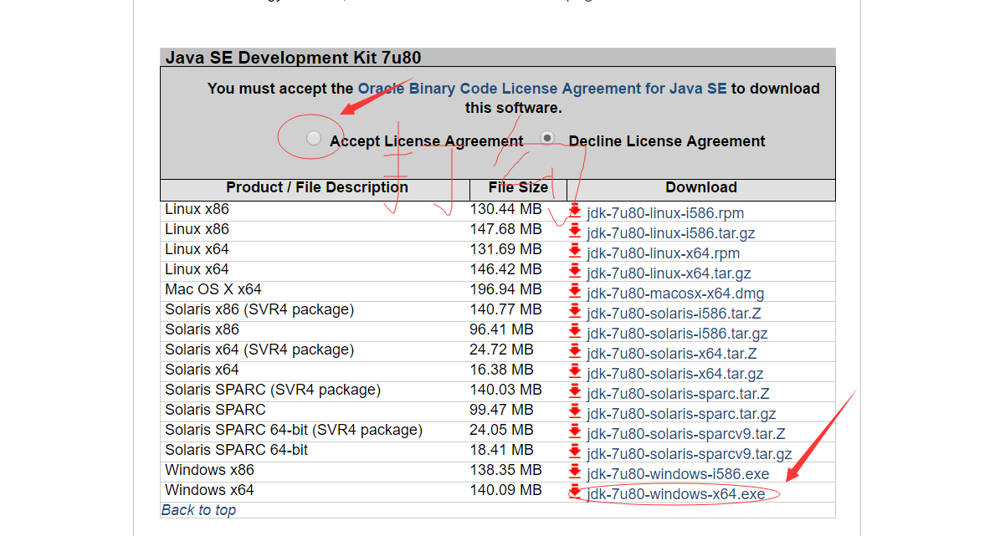 Java SE Development Kit 7u80
You must accept the Oracle Binary Code License Agreement for Java SE to download
this software.
Accept License Agreement Decline License Agreement
Product / File Description File Size Download
Linux x86 130.44 MB jdk-7u80-linux-i586.rpm
Linux x86 147.68 MB jdk-7u80-linux-i586.tar.gz
Linux x64 131.69 MB jdk-7u80-linux-x64.rpm
Linux x64 146.42 MB jdk-7u80-linux-x64.tar.gz
Mac OS X x64 196.94 MB jdk-7u80-macosx-x64.dmg
Solaris x86 (SVR4 package) 140.77 MB jdk-7u80-solaris-i586.tar.Z
Solaris x86 96.41 MB jdk-7u80-solaris-i586.tar.gz
Solaris x64 (SVR4 package) 24.72 MB jdk-7u80-solaris-x64.tar.Z
Solaris x64 16.38 MB jdk-7u80-solaris-x64.tar.gz
Solaris SPARC (SVR4 package) 140.03 MB jdk-7u80-solaris-sparc.tar.Z
Solaris SPARC 99.47 MB jdk-7u80-solaris-sparc.tar.gz
Solaris SPARC 64-bit (SVR4 package) 24.05 MB jdk-7u80-solaris-sparcv9.tar.Z
Solaris SPARC 64-bit 18.41 MB jdk-7u80-solaris-sparcv9.tar.gz
Windows x86 138.35 MB jdk-7u80-windows-i586.exe
Windows x64 140.09 MB jdk-7u80-windows-x64.exe
Back to top